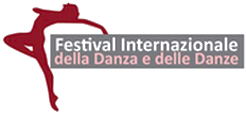 Festival Internazionale
della Danza e delle Danze